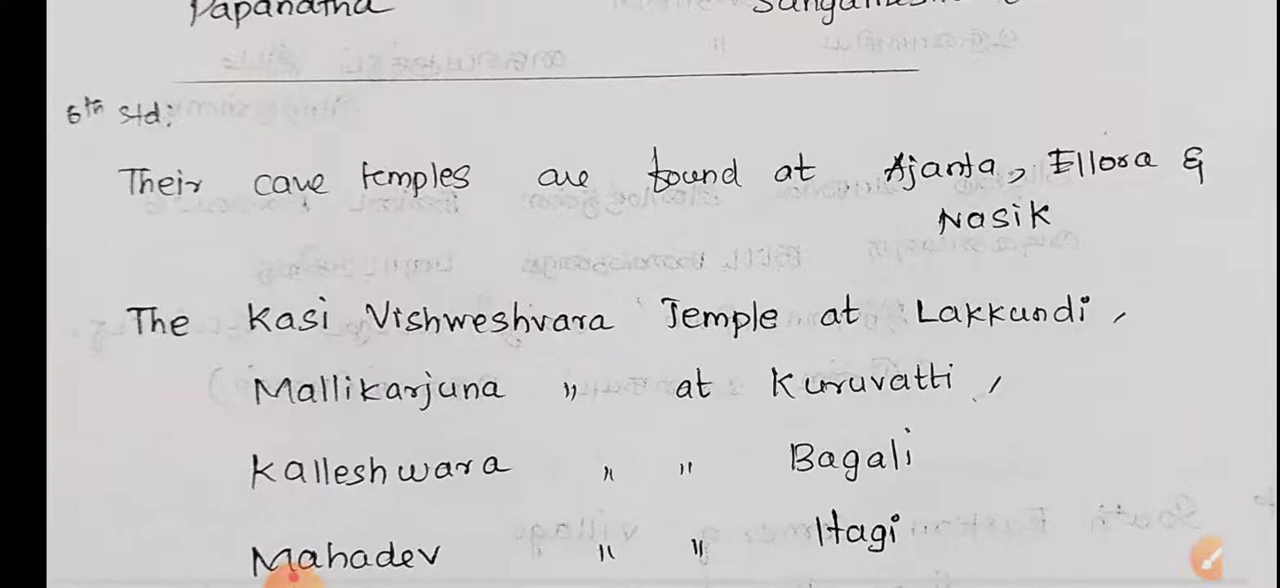 Papanatha
6th Std:
Their cave temples are found at Ajanta, Ellora &
Nasik
The Kasi Vishweshvara Temple at Lakkundi,
Mallikarjuna " at Kuruvatti,
Kalleshwara " " Bagali
Mahadev " " Itagi